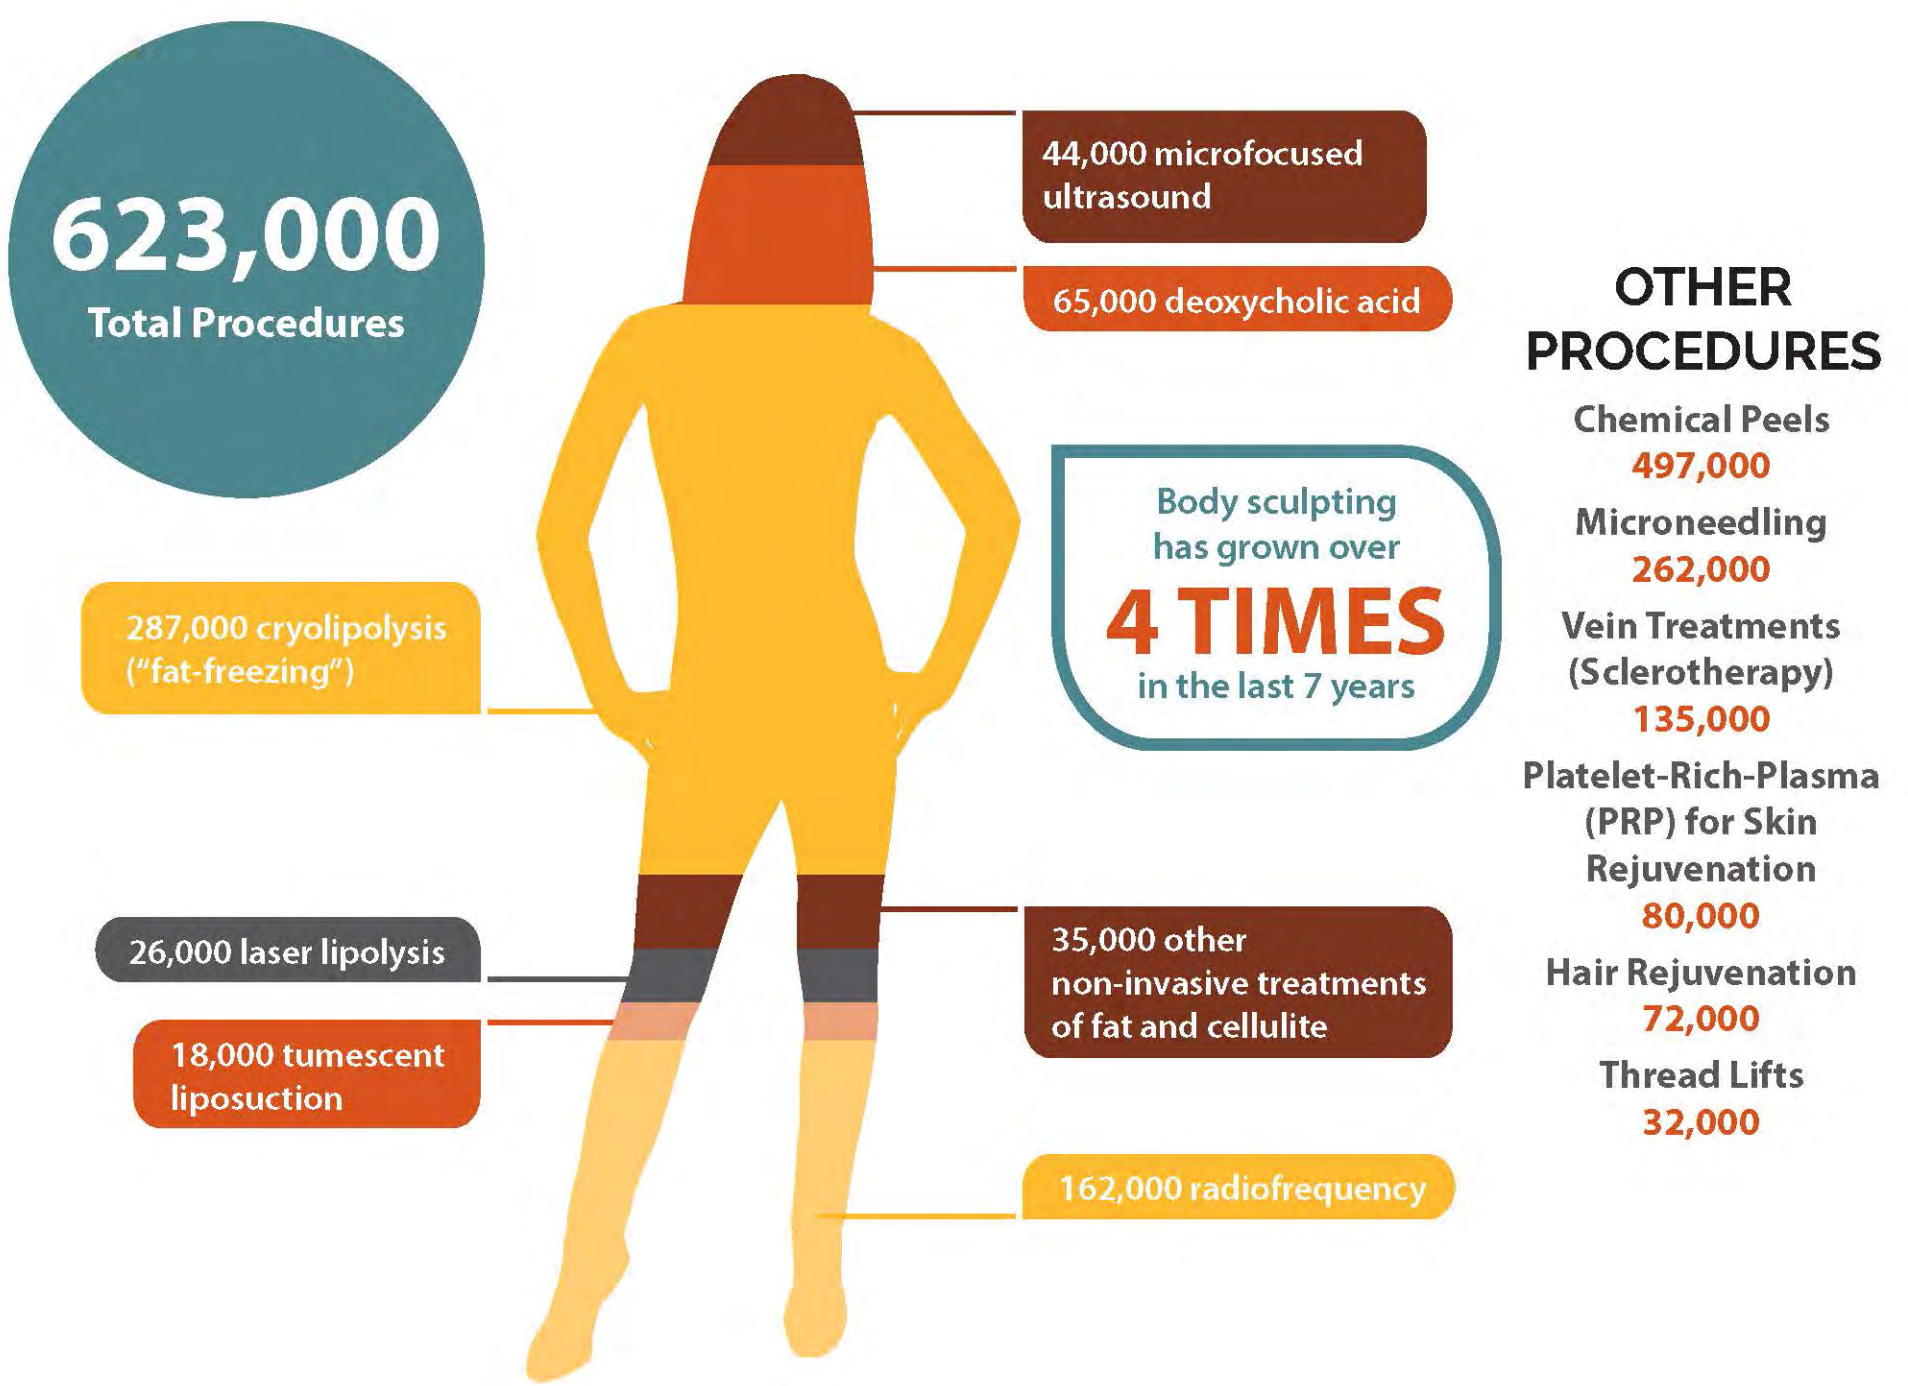 623,000
Total Procedures
44,000 microfocused
ultrasound
65,000 deoxycholic acid
287,000 cryolipolysis
("fat-freezing")
Body sculpting
has grown over
4 TIMES
in the last 7 years
26,000 laser lipolysis
18,000 tumescent
liposuction
35,000 other
non-invasive treatments
of fat and cellulite
162,000 radiofrequency
OTHER
PROCEDURES
Chemical Peels
497,000
Microneedling
262,000
Vein Treatments
(Sclerotherapy)
135,000
Platelet-Rich-Plasma
(PRP) for Skin
Rejuvenation
80,000
Hair Rejuvenation
72,000
Thread Lifts
32,000